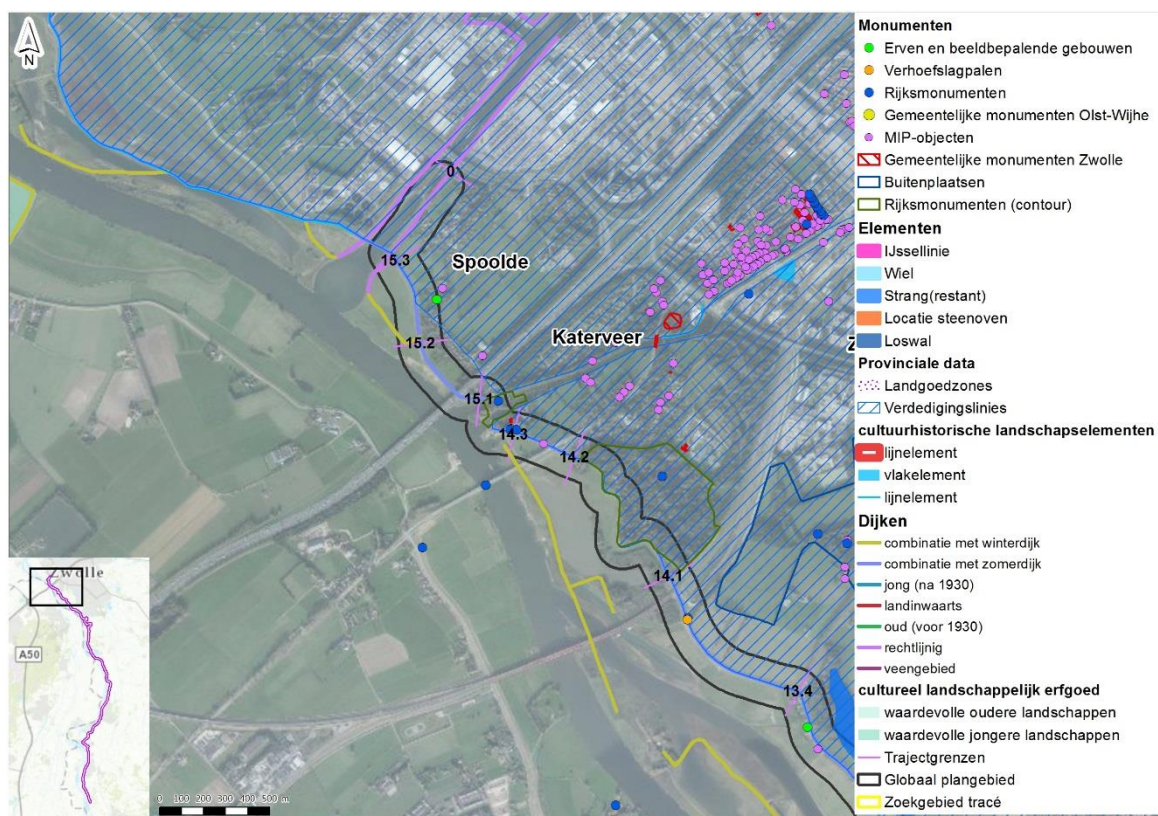 N
0
15.3
Spoolde
15.2
Katerveer
15.1
14.3
14.2
14.1
13.4
Zwolle
A50
0 100 200 300 400 500 m.
Monumenten
Erven en beeldbepalende gebouwen
Verhoefslagpalen
Rijksmonumenten
Gemeentelijke monumenten Olst-Wijhe
MIP-objecten
Gemeentelijke monumenten Zwolle
Buitenplaatsen
Rijksmonumenten (contour)
Elementen
IJssellinie
Wiel
Strang(restant)
Locatie steenoven
Loswal
Provinciale data
Landgoedzones
Verdedigingslinies
cultuurhistorische landschapselementen
lijnelement
vlakelement
lijnelement
Dijken
combinatie met winterdijk
combinatie met zomerdijk
jong (na 1930)
landinwaarts
oud (voor 1930)
rechtlijnig
veengebied
cultureel landschappelijk erfgoed
waardevolle oudere landschappen
waardevolle jongere landschappen
Trajectgrenzen
Globaal plangebied
Zoekgebied tracé